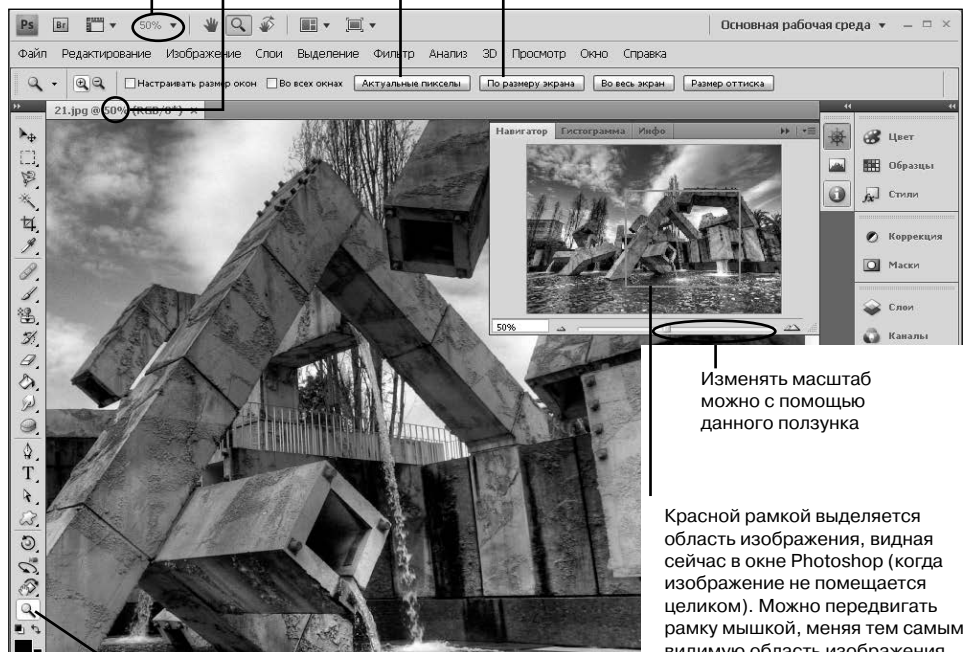 Ps Br 50% Основная рабочая среда
Файл Редактирование Изображение Слои Выделение Фильтр Анализ 3D Просмотр Окно Справка
Настраивать размер окон Во всех окнах Актуальные пикселы По размеру экрана Во весь экран Размер оттиска
21.jpg @ 50% (RGB/8*) ×
Навигатор Гистограмма Инфо
50%
Цвет
Образцы
Стили
Коррекция
Маски
Слои
Каналы
Изменять масштаб
можно с помощью
данного ползунка
Красной рамкой выделяется
область изображения, видная
сейчас в окне Photoshop (когда
изображение не помещается
целиком). Можно передвигать
рамку мышкой, меняя тем самым
видимую область изображения